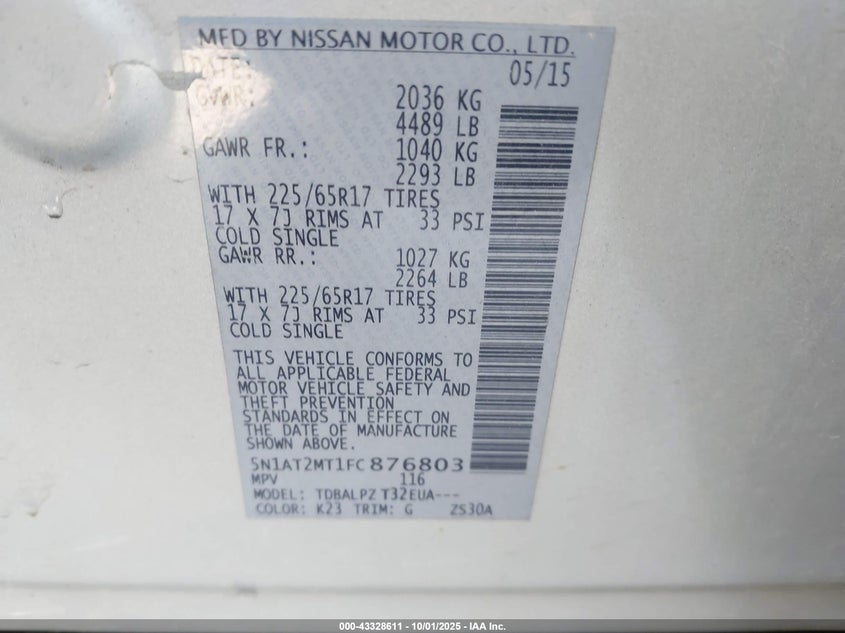 MFD BY NISSAN MOTOR CO., LTD.
DATE: 05/15
GVWR: 2036 KG
4489 LB
GAWR FR.: 1040 KG
2293 LB
WITH 225/65R17 TIRES
17 X 7J RIMS AT 33 PSI
COLD SINGLE
GAWR RR.: 1027 KG
2264 LB
WITH 225/65R17 TIRES
17 X 7J RIMS AT 33 PSI
COLD SINGLE
THIS VEHICLE CONFORMS TO
ALL APPLICABLE FEDERAL
MOTOR VEHICLE SAFETY AND
THEFT PREVENTION
STANDARDS IN EFFECT ON
THE DATE OF MANUFACTURE
SHOWN ABOVE.
5N1AT2MT1FC876803
MPV 116
MODEL: TDBALPZ T32EUA---
COLOR: K23 TRIM: G ZS30A
000-43328611 - 10/01/2025 - IAA Inc.